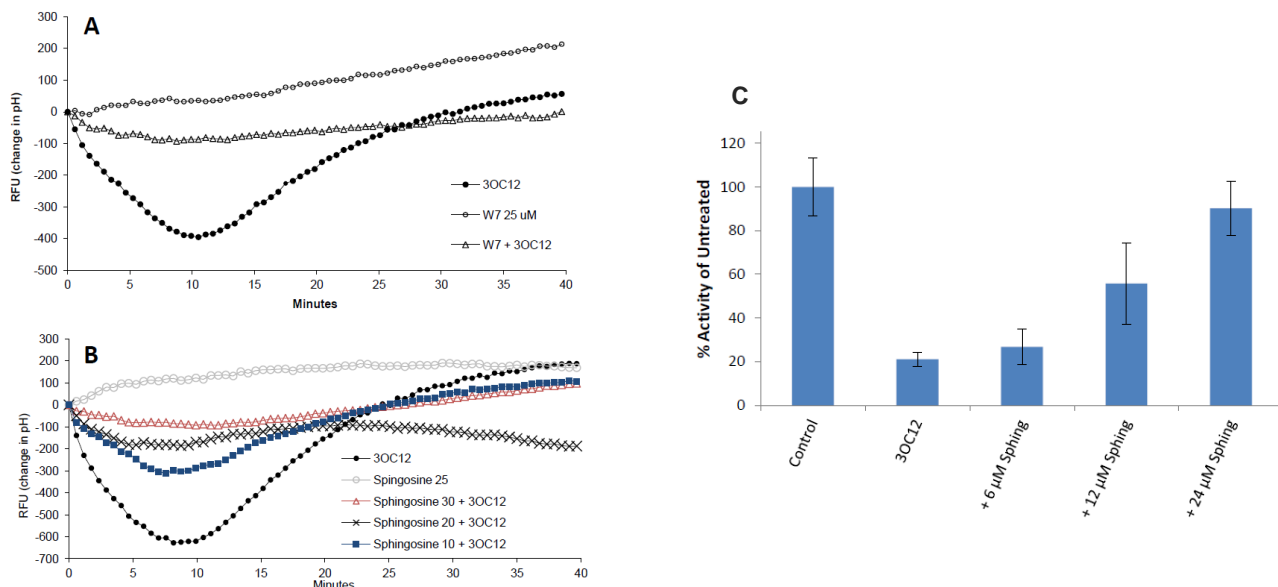 A
300
200
100
0
-100
-200
-300
-400
-500
RFU (change in pH)
0 5 10 15 20 25 30 35 40
Minutes
3OC12
W7 25 uM
W7 + 3OC12
B
300
200
100
0
-100
-200
-300
-400
-500
-600
-700
RFU (change in pH)
0 5 10 15 20 25 30 35 40
Minutes
3OC12
Spingosine 25
Sphingosine 30 + 3OC12
Sphingosine 20 + 3OC12
Sphingosine 10 + 3OC12
C
120
100
80
60
40
20
0
% Activity of Untreated
Control
3OC12
+ 6 µM Sphing
+ 12 µM Sphing
+ 24 µM Sphing